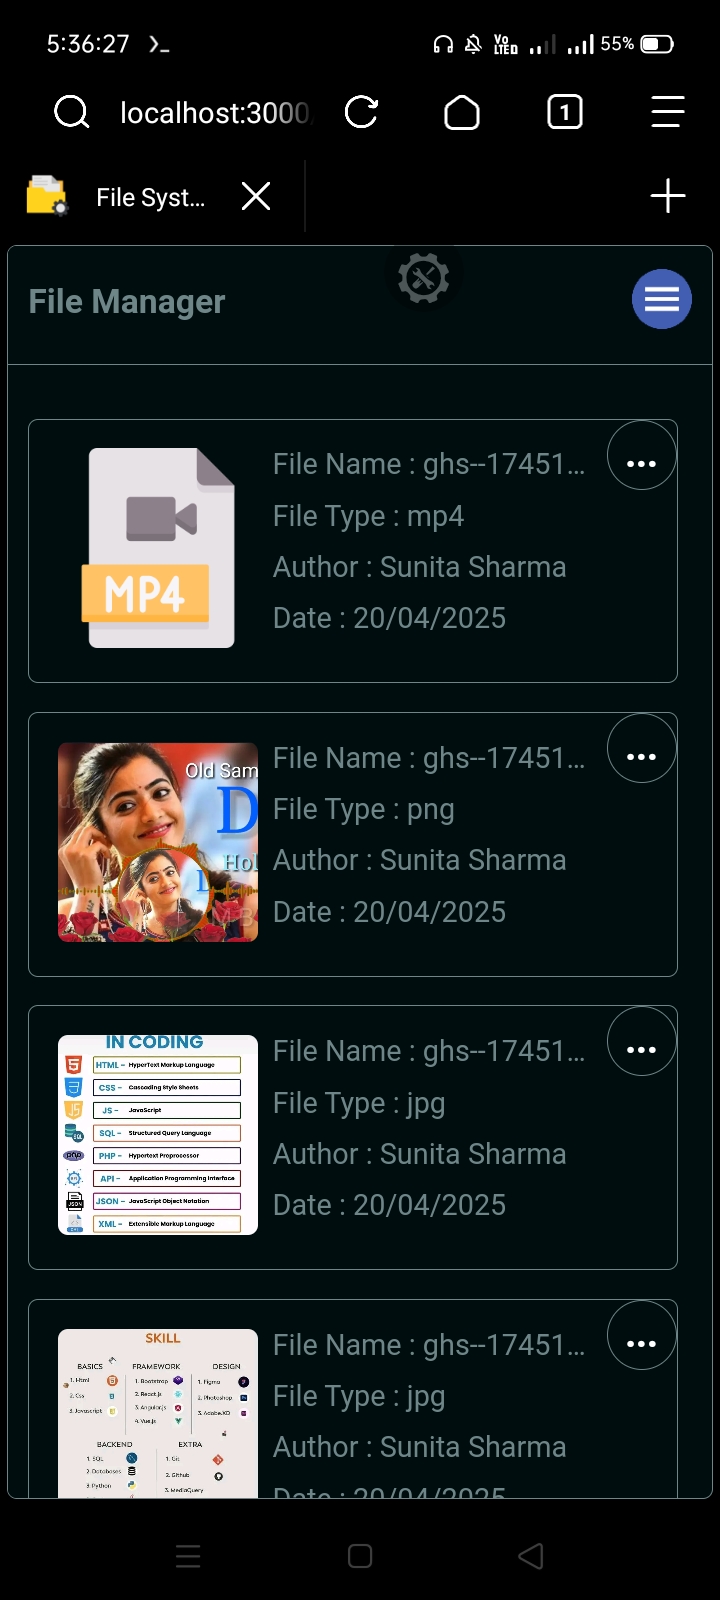 5:36:27
Vo LTED 55%
localhost:3000/
1
File Syst...
File Manager
MP4
File Name : ghs--17451...
File Type : mp4
Author : Sunita Sharma
Date : 20/04/2025
Old Sam
D
Hol
File Name : ghs--17451...
File Type : png
Author : Sunita Sharma
Date : 20/04/2025
IN CODING
HTML - HyperText Markup Language
CSS - Cascading Style Sheets
JS - JavaScript
SQL - Structured Query Language
PHP - Hypertext Preprocessor
API - Application Programming Interface
JSON - JavaScript Object Notation
XML - Extensible Markup Language
File Name : ghs--17451...
File Type : jpg
Author : Sunita Sharma
Date : 20/04/2025
SKILL
BASICS
1. Html
2. Css
3. Javascript
FRAMEWORK
1. Bootstrap
2. React.js
3. Angular.js
4. Vue.js
DESIGN
1. Figma
2. Photoshop
3. Adobe.XD
BACKEND
1. SQL
2. Databases
3. Python
EXTRA
1. Git
2. Github
3. MediaQuery
File Name : ghs--17451...
File Type : jpg
Author : Sunita Sharma
Date : 20/04/2025